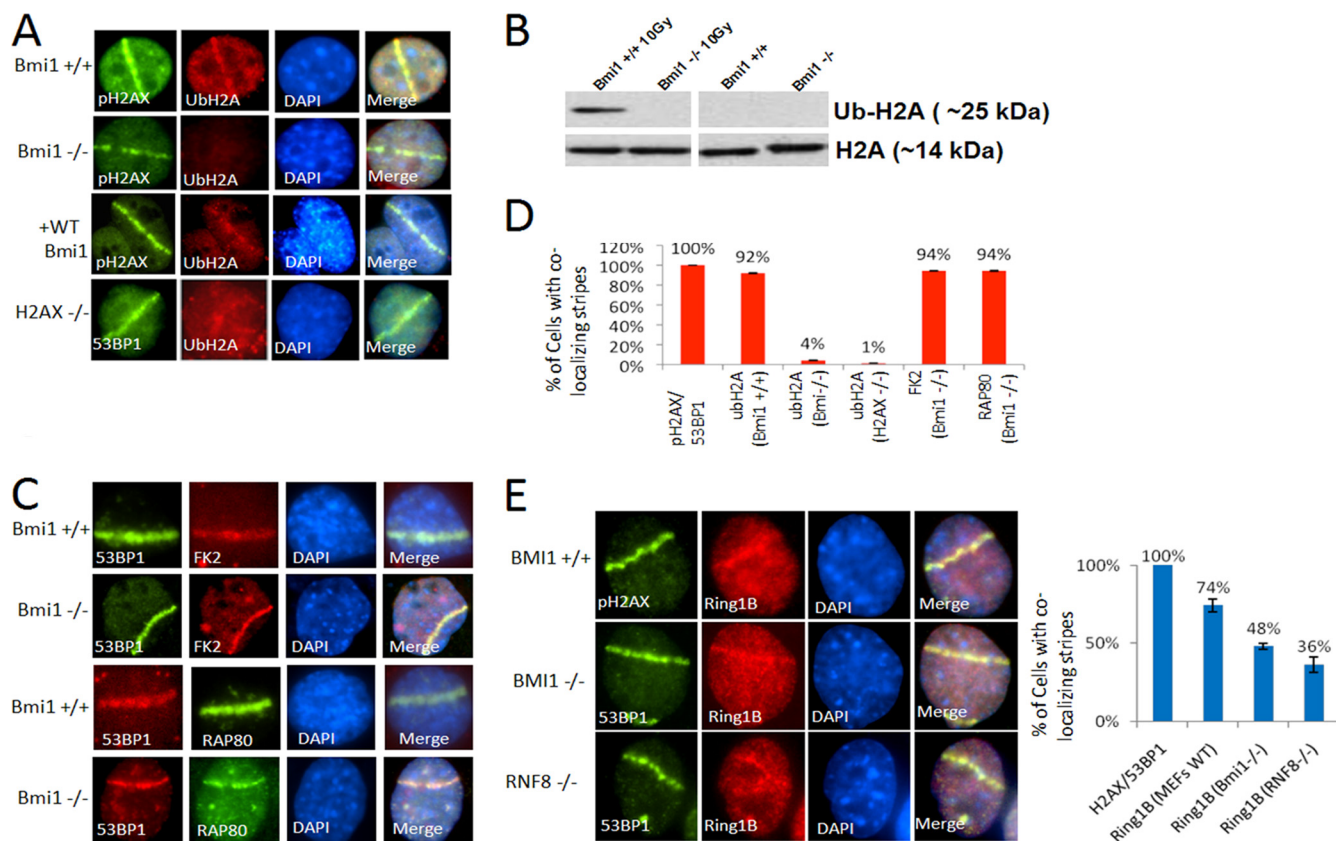 A
Bmi1 +/+
pH2AX
UbH2A
DAPI
Merge
Bmi1 -/-
pH2AX
UbH2A
DAPI
Merge
+WT
Bmi1
pH2AX
UbH2A
DAPI
Merge
H2AX -/-
53BP1
UbH2A
DAPI
Merge
B
Bmi1 +/+ 10Gy
Bmi1 -/- 10Gy
Bmi1 +/+
Bmi1 -/-
Ub-H2A ( ~25 kDa)
H2A (~14 kDa)
D
% of Cells with co-
localizing stripes
120%
100%
80%
60%
40%
20%
0%
100%
92%
4%
1%
94%
94%
pH2AX/
53BP1
ubH2A
(Bmi1 +/+)
ubH2A
(Bmi-/-)
ubH2A
(H2AX -/-)
FK2
(Bmi1 -/-)
RAP80
(Bmi1 -/-)
C
Bmi1 +/+
53BP1
FK2
DAPI
Merge
Bmi1 -/-
53BP1
FK2
DAPI
Merge
Bmi1 +/+
53BP1
RAP80
DAPI
Merge
Bmi1 -/-
53BP1
RAP80
DAPI
Merge
E
BMI1 +/+
pH2AX
Ring1B
DAPI
Merge
BMI1 -/-
53BP1
Ring1B
DAPI
Merge
RNF8 -/-
53BP1
Ring1B
DAPI
Merge
% of Cells with co-
localizing stripes
100%
50%
0%
100%
74%
48%
36%
H2AX/53BP1
Ring1B (MEFs WT)
Ring1B (Bmi1-/-)
Ring1B (RNF8-/-)